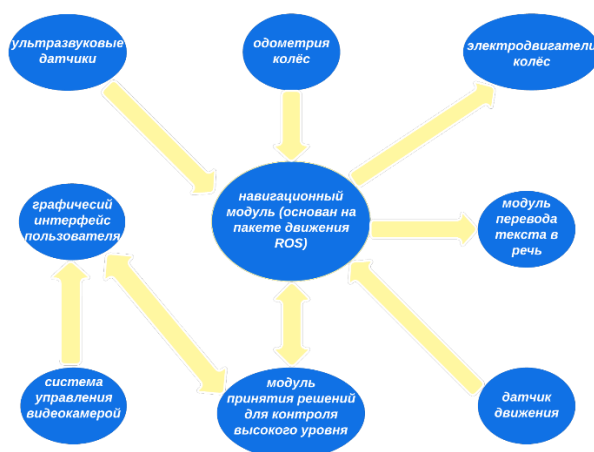 ультразвуковые
датчики
одометрия
колёс
электродвигатели
колёс
графичесий
интерфейс
пользователя
навигационный
модуль (основан на
пакете движения
ROS)
модуль
перевода
текста в
речь
система
управления
видеокамерой
модуль
принятия решений
для контроля
высокого уровня
датчик
движения